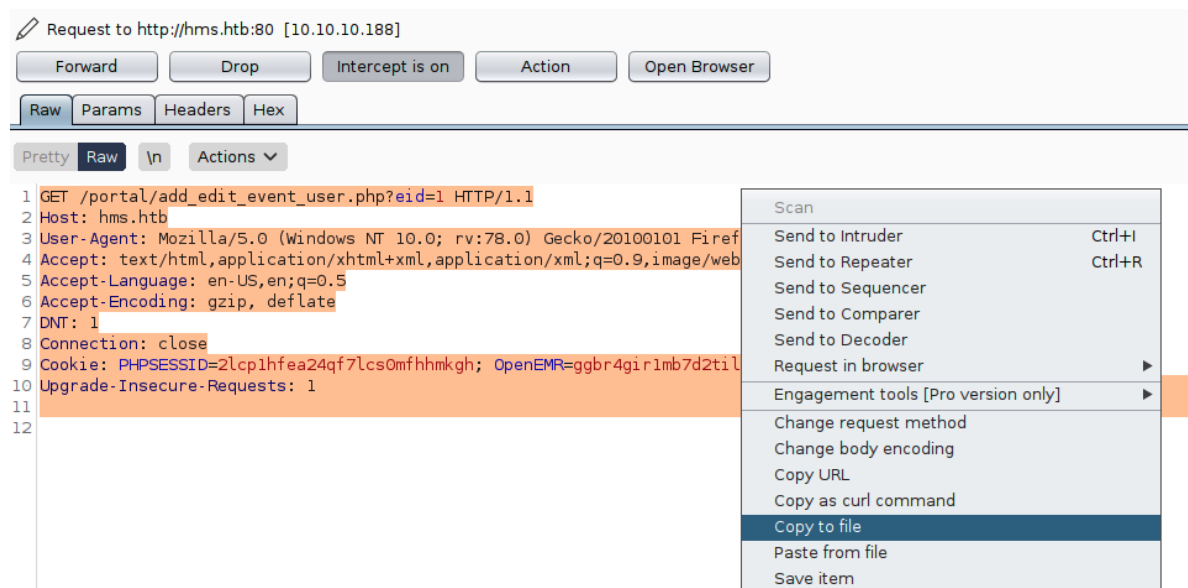 Request to http://hms.htb:80 [10.10.10.188]
Forward Drop Intercept is on Action Open Browser
Raw Params Headers Hex
Pretty Raw \n Actions
1 GET /portal/add_edit_event_user.php?eid=1 HTTP/1.1
2 Host: hms.htb
3 User-Agent: Mozilla/5.0 (Windows NT 10.0; rv:78.0) Gecko/20100101 Firef
4 Accept: text/html,application/xhtml+xml,application/xml;q=0.9,image/web
5 Accept-Language: en-US,en;q=0.5
6 Accept-Encoding: gzip, deflate
7 DNT: 1
8 Connection: close
9 Cookie: PHPSESSID=2lcp1hfea24qf7lcs0mfhhmkgh; OpenEMR=ggbr4gir1mb7d2til
10 Upgrade-Insecure-Requests: 1
11
12
Scan
Send to Intruder Ctrl+I
Send to Repeater Ctrl+R
Send to Sequencer
Send to Comparer
Send to Decoder
Request in browser
Engagement tools [Pro version only]
Change request method
Change body encoding
Copy URL
Copy as curl command
Copy to file
Paste from file
Save item